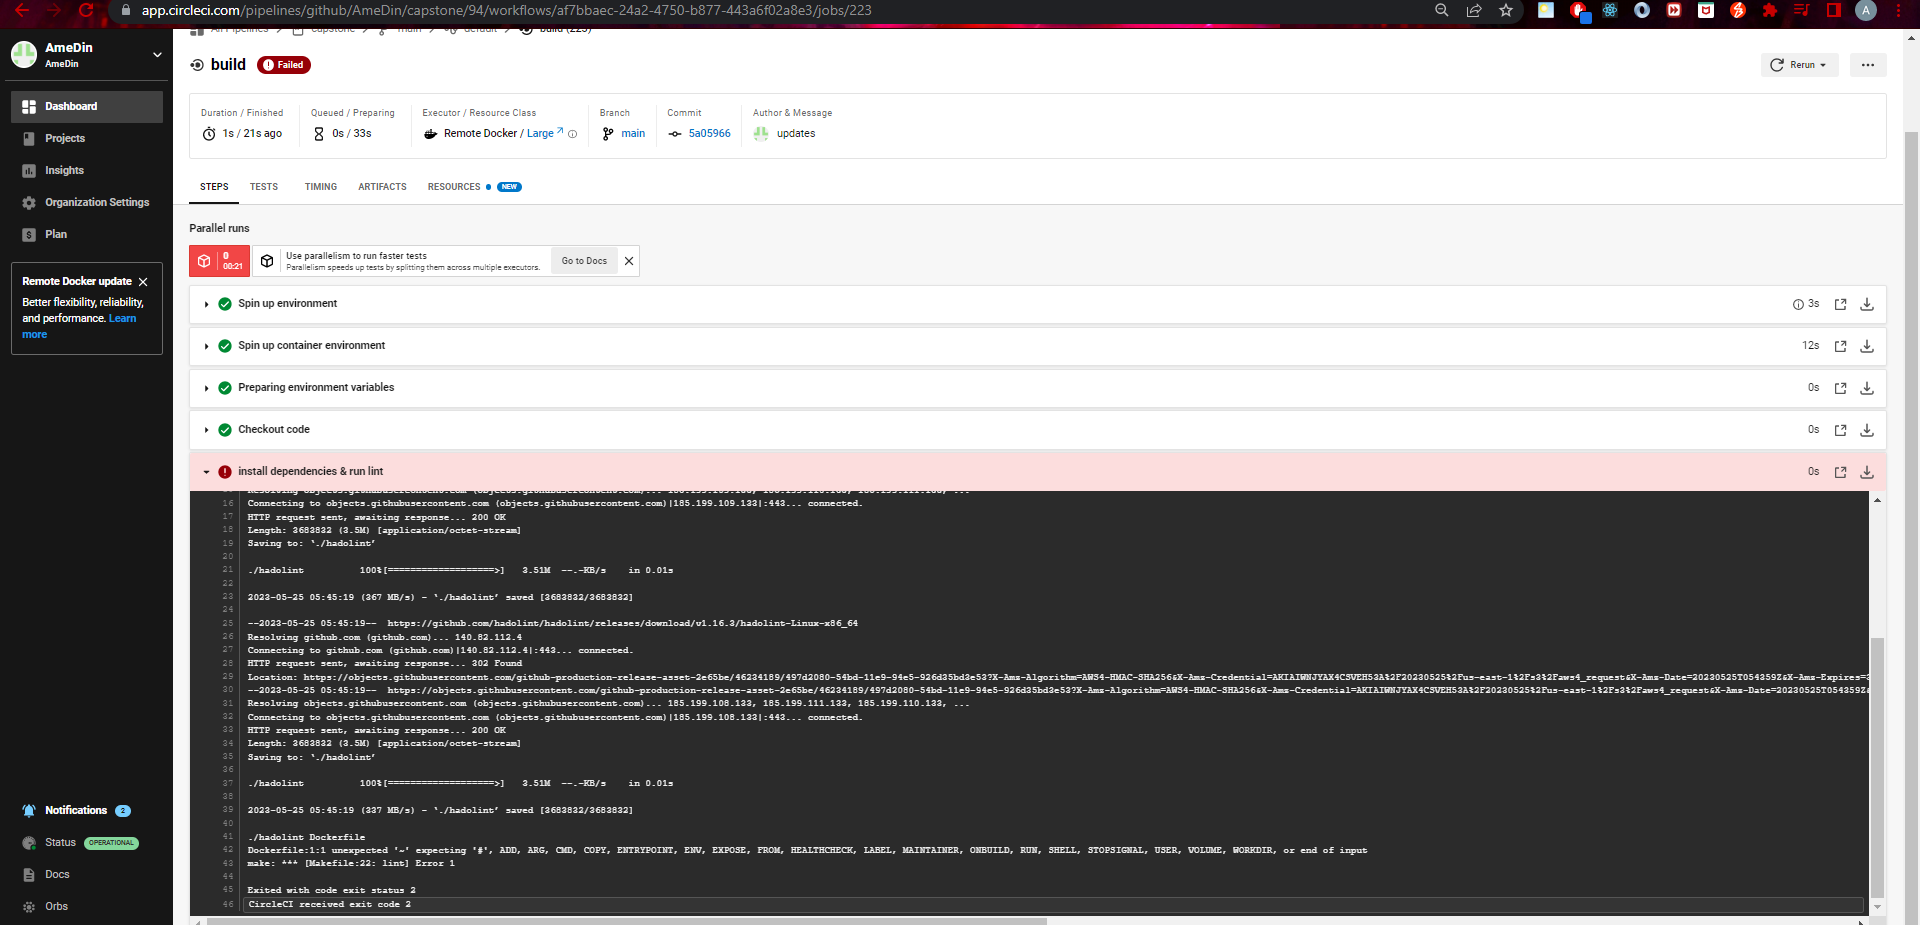 app.circleci.com/pipelines/github/AmeDin/capstone/94/workflows/af7bbaec-24a2-4750-b877-443a6f02a8e3/jobs/223
A
AmeDin
AmeDin
All Pipelines capstone main default build (223)
build Failed
Rerun
Duration / Finished Queued / Preparing Executor / Resource Class Branch Commit Author & Message
1s / 21s ago 0s / 33s Remote Docker / Large main 5a05966 updates
Dashboard
Projects
Insights
Organization Settings
Plan
Remote Docker update
Better flexibility, reliability,
and performance. Learn
more
STEPS TESTS TIMING ARTIFACTS RESOURCES NEW
Parallel runs
0
00:21
Use parallelism to run faster tests
Parallelism speeds up tests by splitting them across multiple executors.
Go to Docs
Spin up environment 3s
Spin up container environment 12s
Preparing environment variables 0s
Checkout code 0s
install dependencies & run lint 0s
16 Connecting to objects.githubusercontent.com (objects.githubusercontent.com)|185.199.109.133|:443... connected.
17 HTTP request sent, awaiting response... 200 OK
18 Length: 3683832 (3.5M) [application/octet-stream]
19 Saving to: ‘./hadolint’
20
21 ./hadolint 100%[===================>] 3.51M --.-KB/s in 0.01s
22
23 2023-05-25 05:45:19 (367 MB/s) - ‘./hadolint’ saved [3683832/3683832]
24
25 --2023-05-25 05:45:19-- https://github.com/hadolint/hadolint/releases/download/v1.16.3/hadolint-Linux-x86_64
26 Resolving github.com (github.com)... 140.82.112.4
27 Connecting to github.com (github.com)|140.82.112.4|:443... connected.
28 HTTP request sent, awaiting response... 302 Found
29 Location: https://objects.githubusercontent.com/github-production-release-asset-2e65be/46234189/497d2080-54bd-11e9-94e5-926d35bd3e53?X-Amz-Algorithm=AWS4-HMAC-SHA256&X-Amz-Credential=AKIAIWNJYAX4CSVEH53A%2F20230525%2Fus-east-1%2Fs3%2Faws4_request&X-Amz-Date=20230525T054359Z&X-Amz-Expires=3
30 --2023-05-25 05:45:19-- https://objects.githubusercontent.com/github-production-release-asset-2e65be/46234189/497d2080-54bd-11e9-94e5-926d35bd3e53?X-Amz-Algorithm=AWS4-HMAC-SHA256&X-Amz-Credential=AKIAIWNJYAX4CSVEH53A%2F20230525%2Fus-east-1%2Fs3%2Faws4_request&X-Amz-Date=20230525T054359Z&
31 Resolving objects.githubusercontent.com (objects.githubusercontent.com)... 185.199.108.133, 185.199.111.133, 185.199.110.133, ...
32 Connecting to objects.githubusercontent.com (objects.githubusercontent.com)|185.199.108.133|:443... connected.
33 HTTP request sent, awaiting response... 200 OK
34 Length: 3683832 (3.5M) [application/octet-stream]
35 Saving to: ‘./hadolint’
36
37 ./hadolint 100%[===================>] 3.51M --.-KB/s in 0.01s
38
39 2023-05-25 05:45:19 (337 MB/s) - ‘./hadolint’ saved [3683832/3683832]
40
41 ./hadolint Dockerfile
42 Dockerfile:1:1 unexpected '~' expecting '#', ADD, ARG, CMD, COPY, ENTRYPOINT, ENV, EXPOSE, FROM, HEALTHCHECK, LABEL, MAINTAINER, ONBUILD, RUN, SHELL, STOPSIGNAL, USER, VOLUME, WORKDIR, or end of input
43 make: *** [Makefile:22: lint] Error 1
44
45 Exited with code exit status 2
46 CircleCI received exit code 2
Notifications 2
Status OPERATIONAL
Docs
Orbs